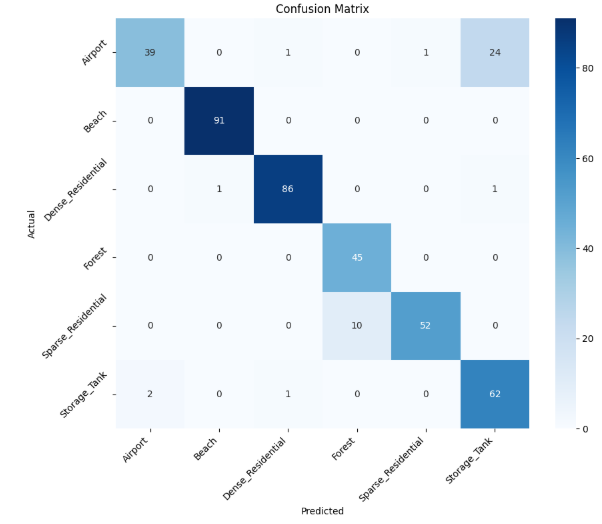 Confusion Matrix
Actual
Airport 39 0 1 0 1 24
Beach 0 91 0 0 0 0
Dense_Residential 0 1 86 0 0 1
Forest 0 0 0 45 0 0
Sparse_Residential 0 0 0 10 52 0
Storage_Tank 2 0 1 0 0 62
Airport Beach Dense_Residential Forest Sparse_Residential Storage_Tank
Predicted
80
60
40
20
0